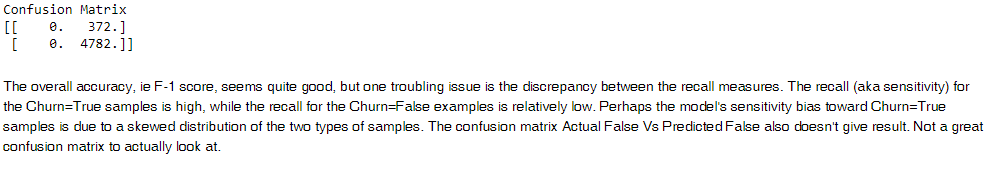 Confusion Matrix
[[    0.   372.]
 [    0.  4782.]]
The overall accuracy, ie F-1 score, seems quite good, but one troubling issue is the discrepancy between the recall measures. The recall (aka sensitivity) for
the Churn=True samples is high, while the recall for the Churn=False examples is relatively low. Perhaps the model's sensitivity bias toward Churn=True
samples is due to a skewed distribution of the two types of samples. The confusion matrix Actual False Vs Predicted False also doesn't give result. Not a great
confusion matrix to actually look at.